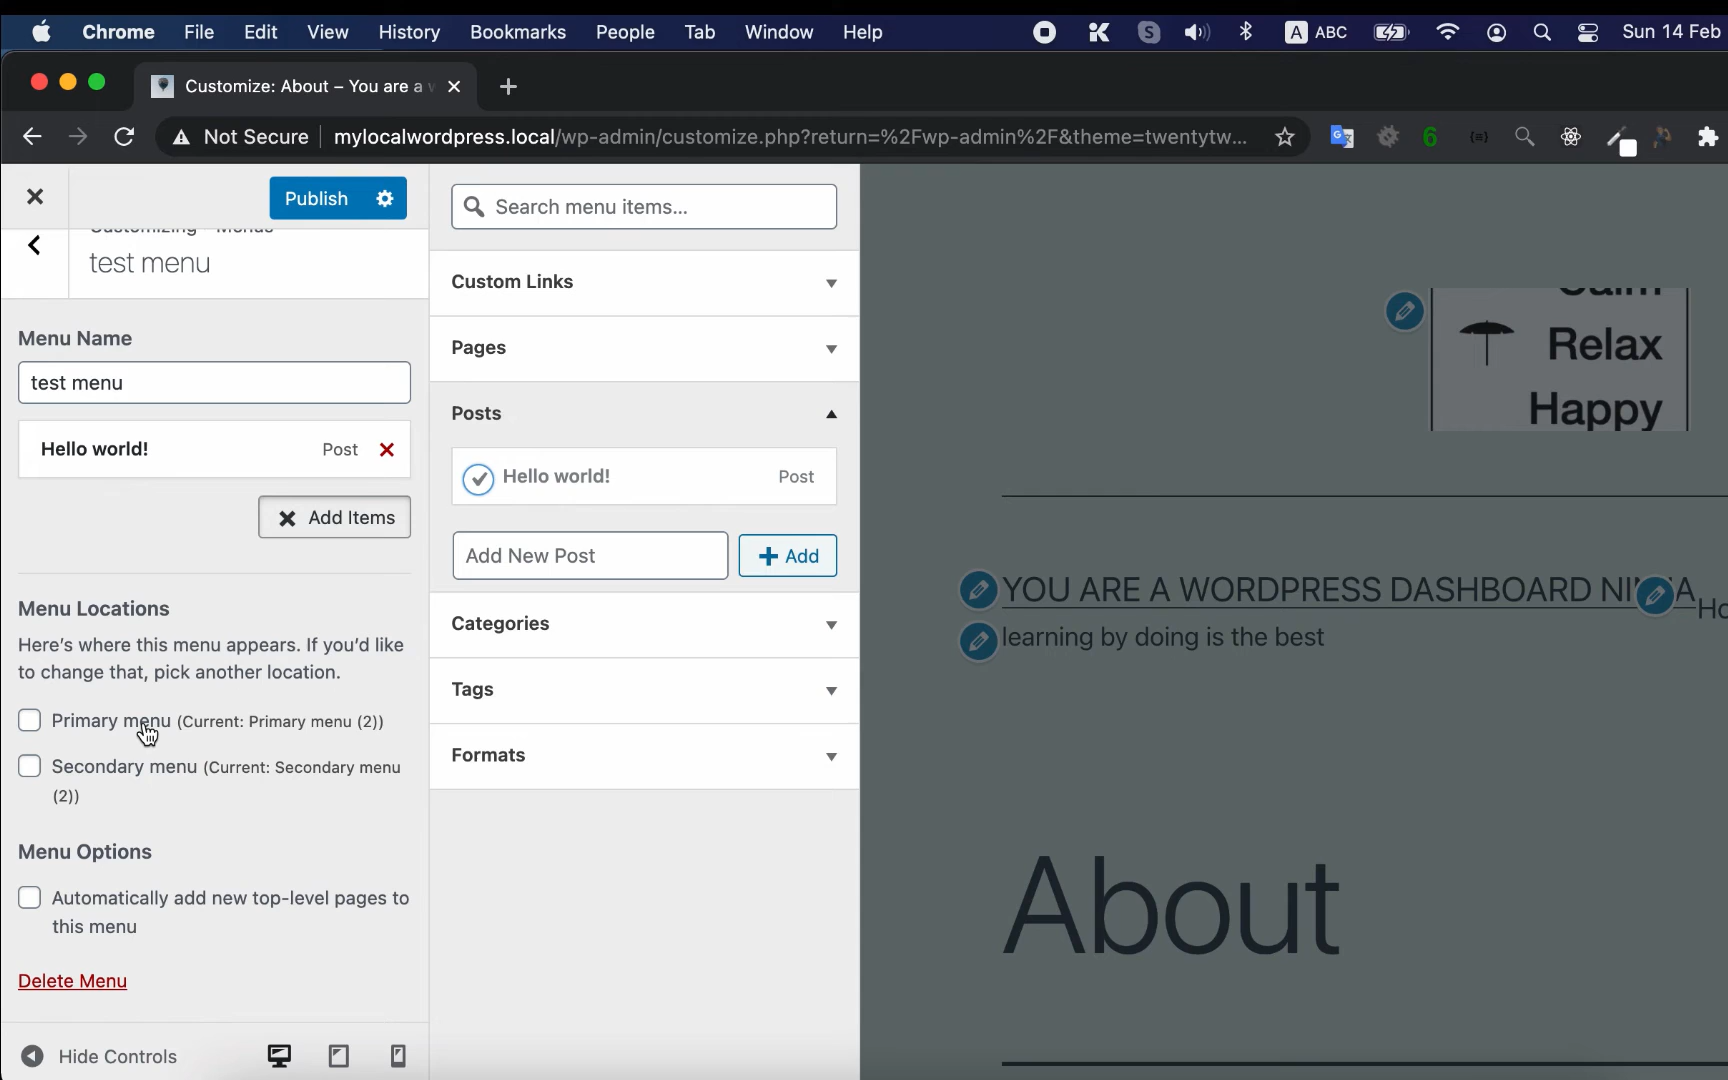 Chrome File Edit View History Bookmarks People Tab Window Help A ABC Sun 14 Feb
Customize: About – You are a
Not Secure mylocalwordpress.local/wp-admin/customize.php?return=%2Fwp-admin%2F&theme=twentytw...
Publish
Customizing Menus
test menu
Menu Name
test menu
Hello world! Post
Add Items
Menu Locations
Here's where this menu appears. If you'd like
to change that, pick another location.
Primary menu (Current: Primary menu (2))
Secondary menu (Current: Secondary menu
(2))
Menu Options
Automatically add new top-level pages to
this menu
Delete Menu
Hide Controls
Search menu items...
Custom Links
Pages
Posts
Hello world! Post
Add New Post
Add
Categories
Tags
Formats
Calm
Relax
Happy
YOU ARE A WORDPRESS DASHBOARD
learning by doing is the best
About